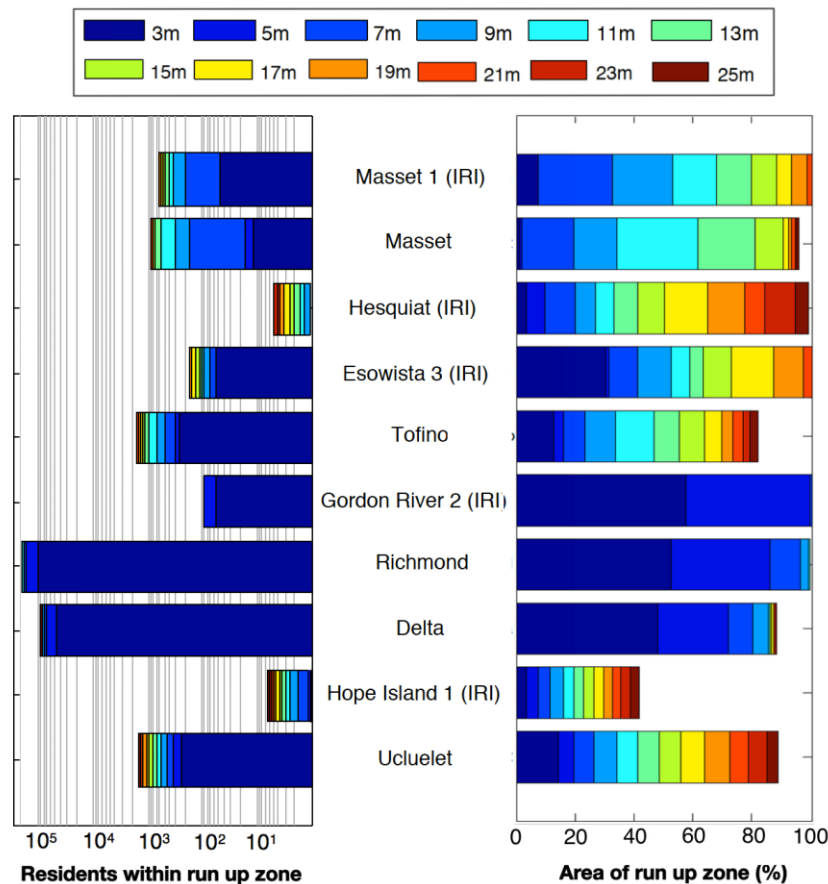 3m 5m 7m 9m 11m 13m
15m 17m 19m 21m 23m 25m
Masset 1 (IRI)
Masset
Hesquiat (IRI)
Esowista 3 (IRI)
Tofino
Gordon River 2 (IRI)
Richmond
Delta
Hope Island 1 (IRI)
Ucluelet
10⁵ 10⁴ 10³ 10² 10¹ 0 20 40 60 80 100
Residents within run up zone Area of run up zone (%)